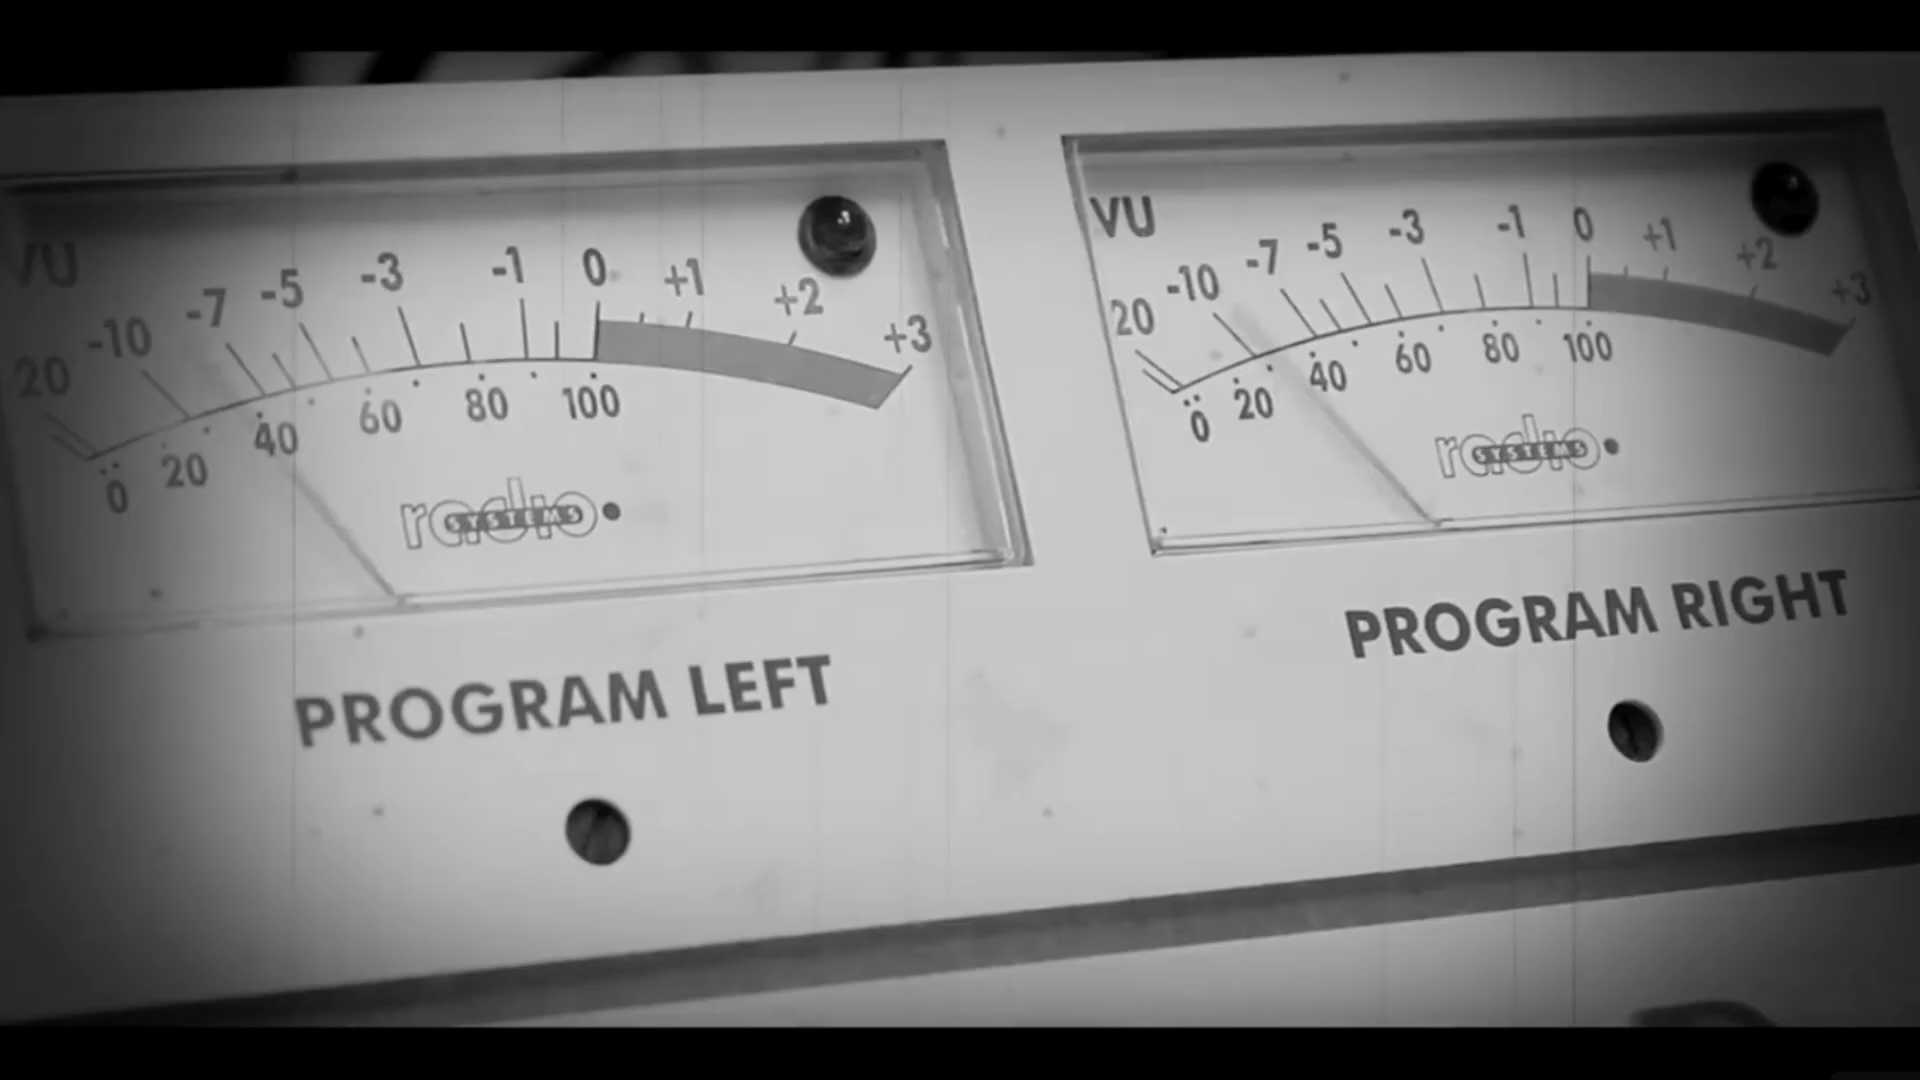 VU
20 -10 -7 -5 -3 -1 0 +1 +2 +3
0 20 40 60 80 100
radio
SYSTEMS
PROGRAM LEFT
VU
20 -10 -7 -5 -3 -1 0 +1 +2 +3
0 20 40 60 80 100
radio
SYSTEMS
PROGRAM RIGHT